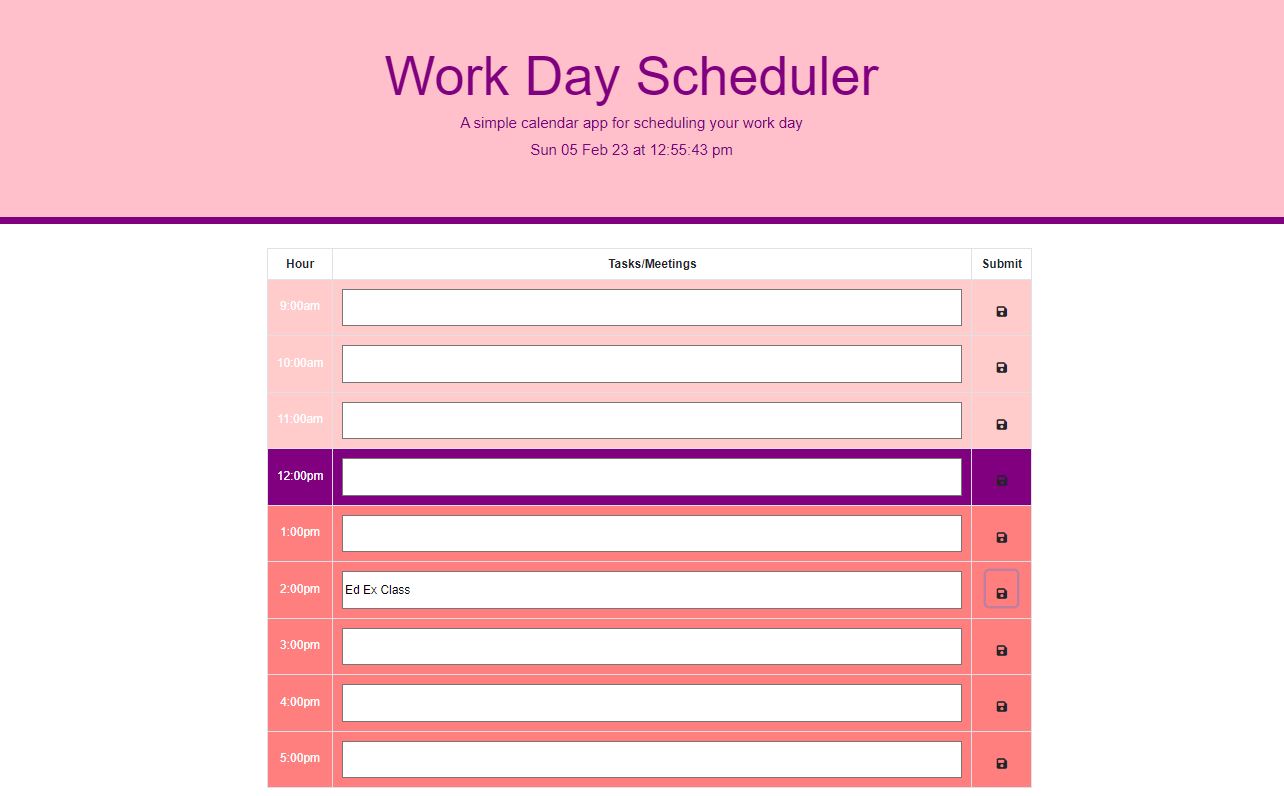 Work Day Scheduler
A simple calendar app for scheduling your work day
Sun 05 Feb 23 at 12:55:43 pm
Hour Tasks/Meetings Submit
9:00am
10:00am
11:00am
12:00pm
1:00pm
2:00pm Ed Ex Class
3:00pm
4:00pm
5:00pm